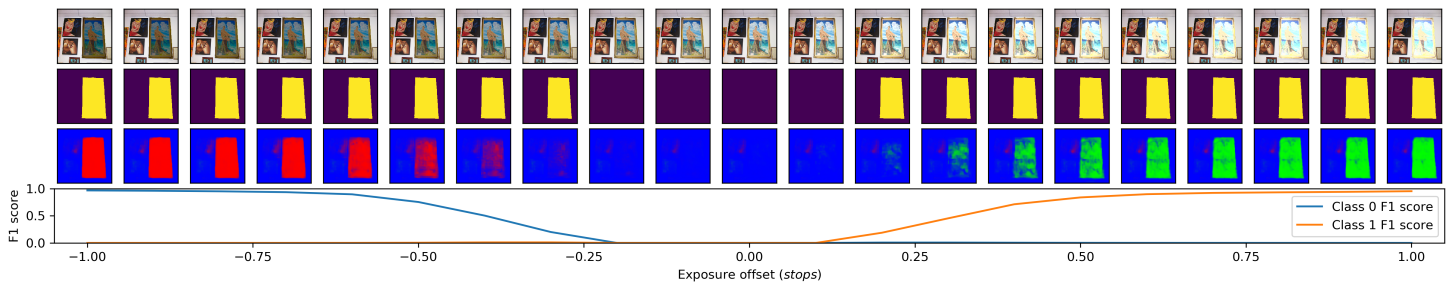 1.0
0.5
0.0
F1 score
Class 0 F1 score
Class 1 F1 score
−1.00 −0.75 −0.50 −0.25 0.00 0.25 0.50 0.75 1.00
Exposure offset (stops)